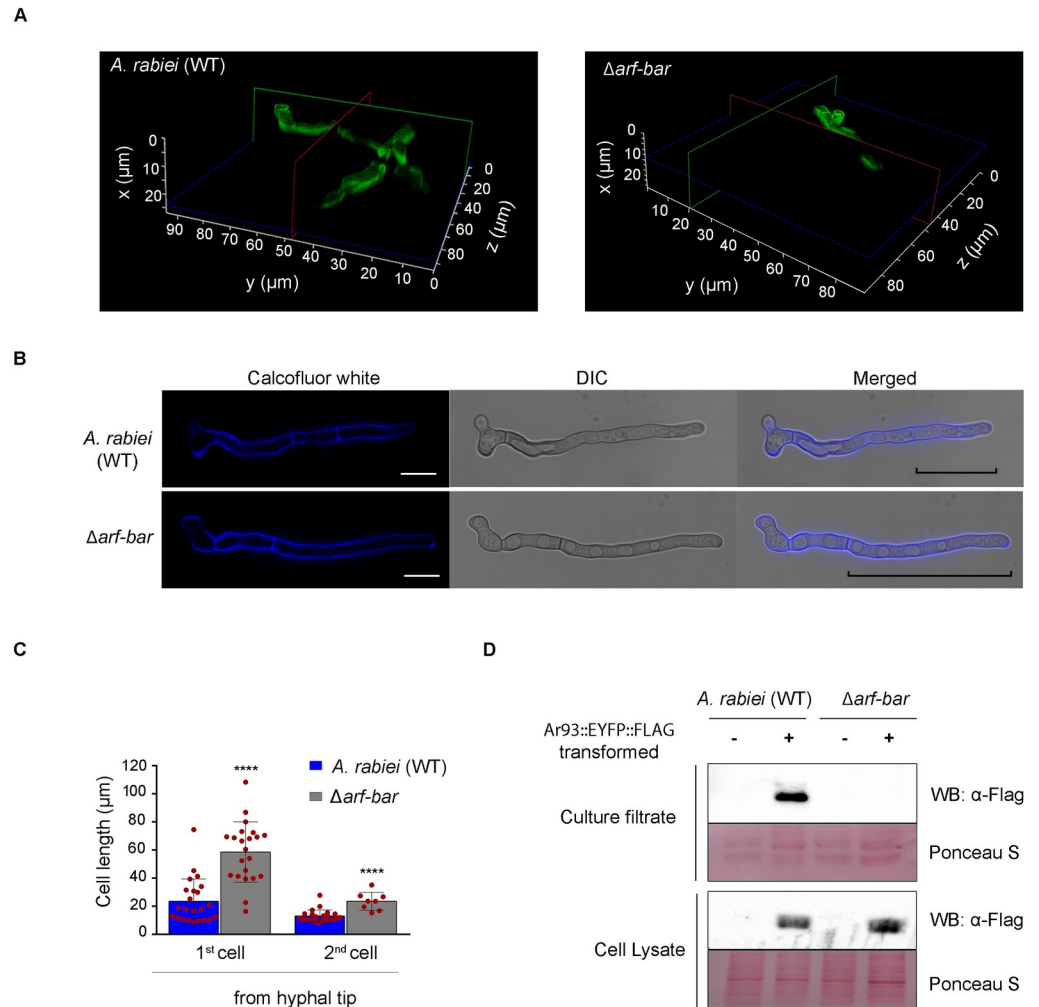 A
A. rabiei (WT)
Δarf-bar
x (µm)
0
10
20
90 80 70 60 50 40 30 20 10 0
y (µm)
0
20
40
60
80
z (µm)
x (µm)
0
10
20
10 20 30 40 50 60 70 80
y (µm)
0
20
40
60
80
z (µm)
B
Calcofluor white DIC Merged
A. rabiei
(WT)
Δarf-bar
C
Cell length (µm)
120
100
80
60
40
20
0
****
****
A. rabiei (WT)
Δarf-bar
1st cell 2nd cell
from hyphal tip
D
A. rabiei (WT) Δarf-bar
Ar93::EYFP::FLAG
transformed
- + - +
Culture filtrate
WB: α-Flag
Ponceau S
Cell Lysate
WB: α-Flag
Ponceau S